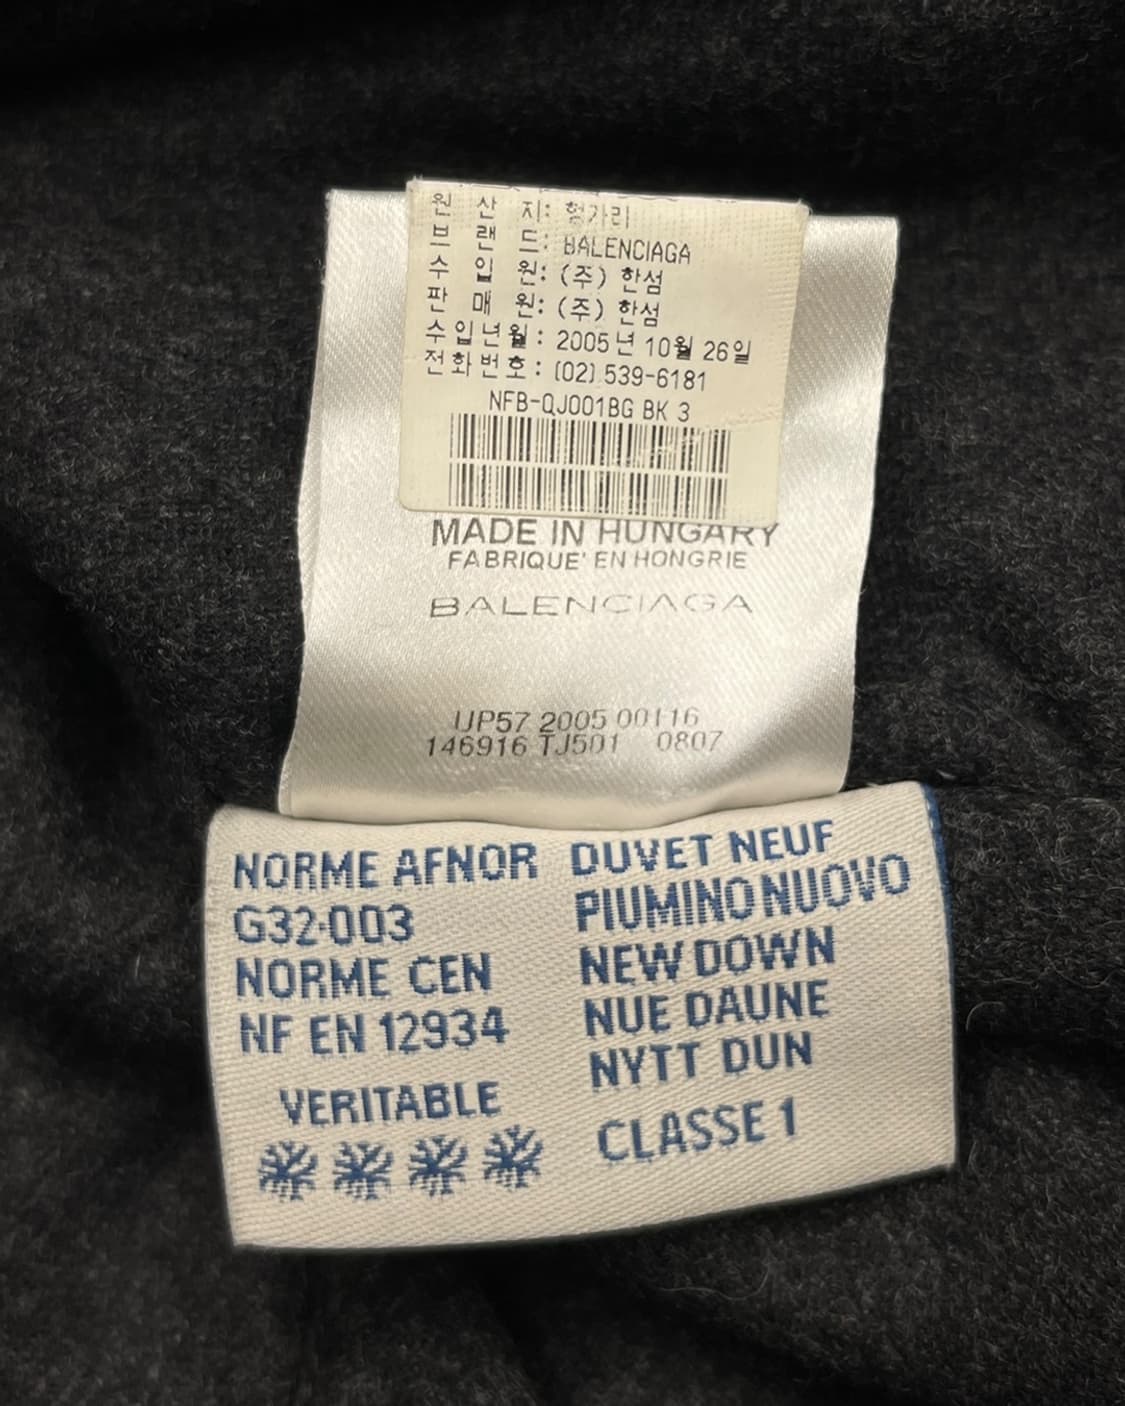 원 산 지: 헝가리
브 랜 드: BALENCIAGA
수 입 원: (주) 한섬
판 매 원: (주) 한섬
수입년월: 2005년 10월 26일
전화번호: (02) 539-6181
NFB-QJ001BG BK 3
MADE IN HUNGARY
FABRIQUE' EN HONGRIE
BALENCIAGA
UP57 2005 00116
146916 TJ501 0807
NORME AFNOR
G32-003
NORME CEN
NF EN 12934
VERITABLE
DUVET NEUF
PIUMINO NUOVO
NEW DOWN
NUE DAUNE
NYTT DUN
CLASSE 1